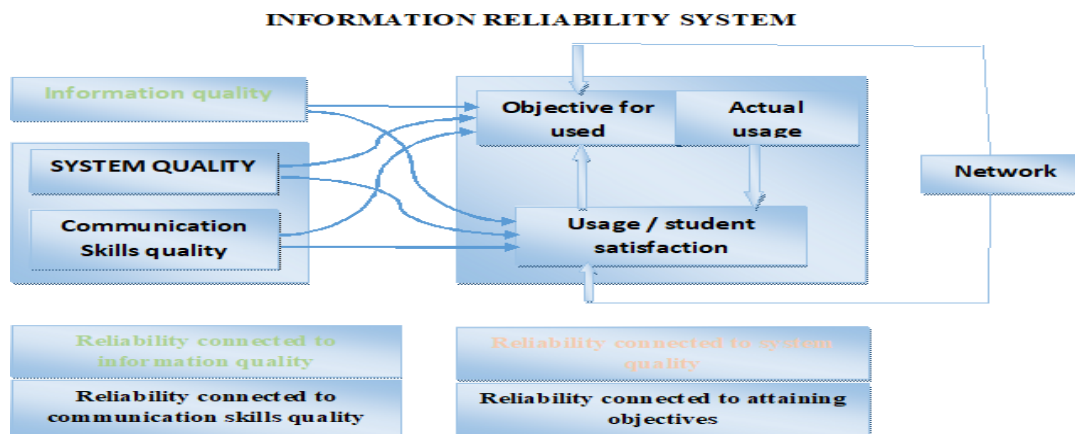 INFORMATION RELIABILITY SYSTEM
Information quality
SYSTEM QUALITY
Communication
Skills quality
Objective for
used
Actual
usage
Usage / student
satisfaction
Network
Reliability connected to
information quality
Reliability connected to
communication skills quality
Reliability connected to system
quality
Reliability connected to attaining
objectives